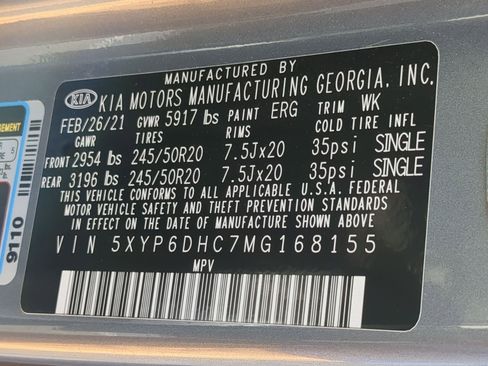 MANUFACTURED BY
KIA KIA MOTORS MANUFACTURING GEORGIA, INC.
FEB/26/21 GVWR 5917 lbs PAINT ERG TRIM WK
GAWR TIRES RIMS COLD TIRE INFL
FRONT 2954 lbs 245/50R20 7.5Jx20 35psi SINGLE
REAR 3196 lbs 245/50R20 7.5Jx20 35psi SINGLE
THIS VEHICLE CONFORMS TO ALL APPLICABLE U.S.A. FEDERAL
MOTOR VEHICLE SAFETY AND THEFT PREVENTION STANDARDS
IN EFFECT ON THE DATE OF MANUFACTURE SHOWN ABOVE.
VIN 5XYP6DHC7MG168155
MPV
9110